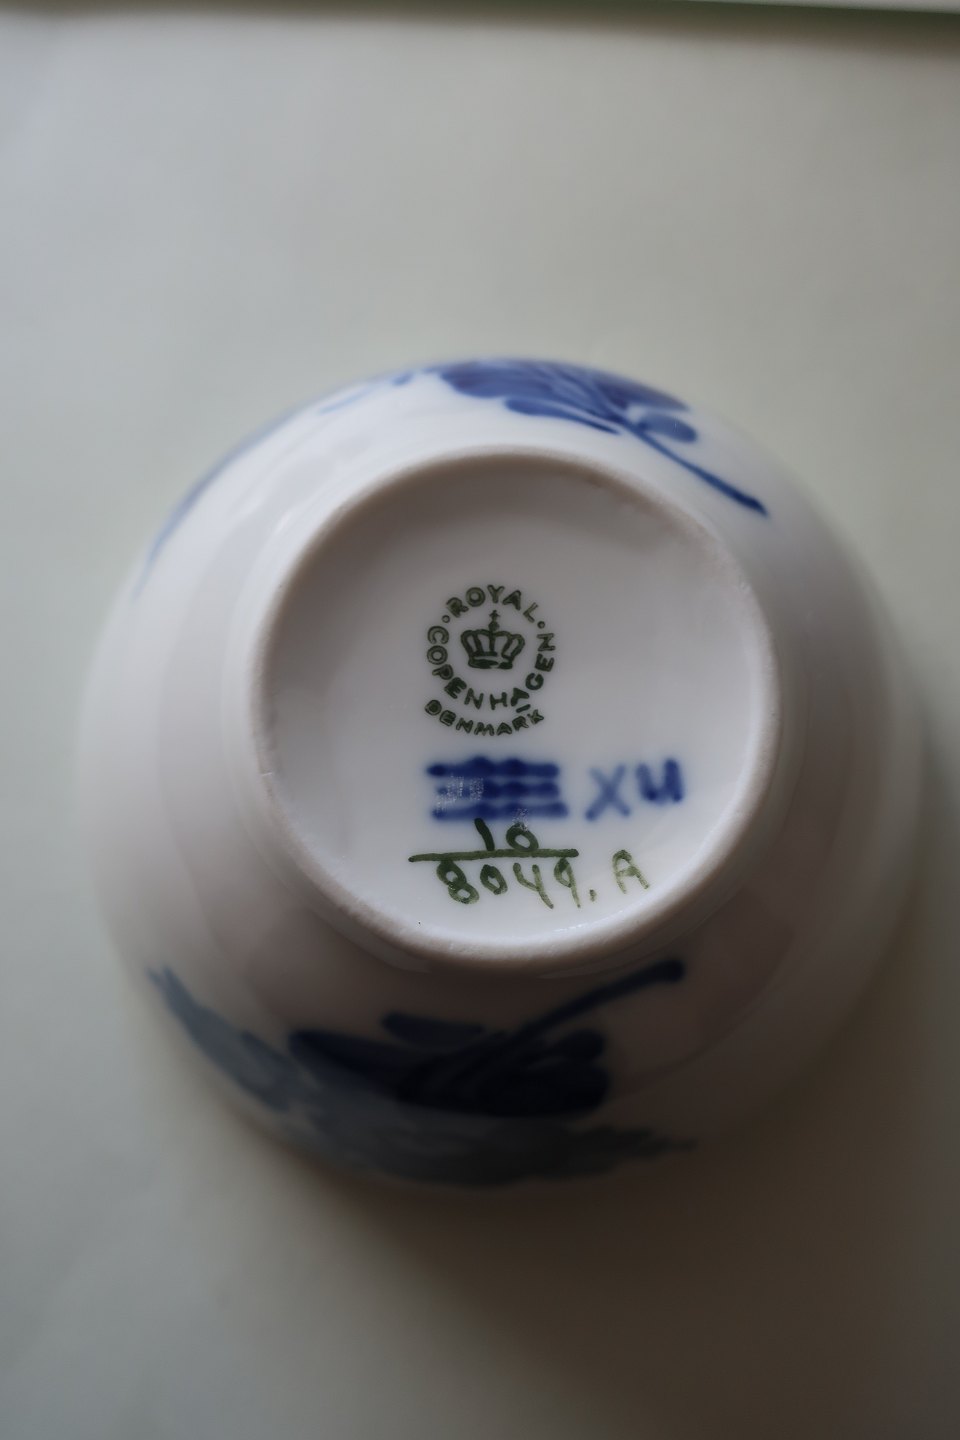 ROYAL
COPENHAGEN
DENMARK
XU
10
8049. A